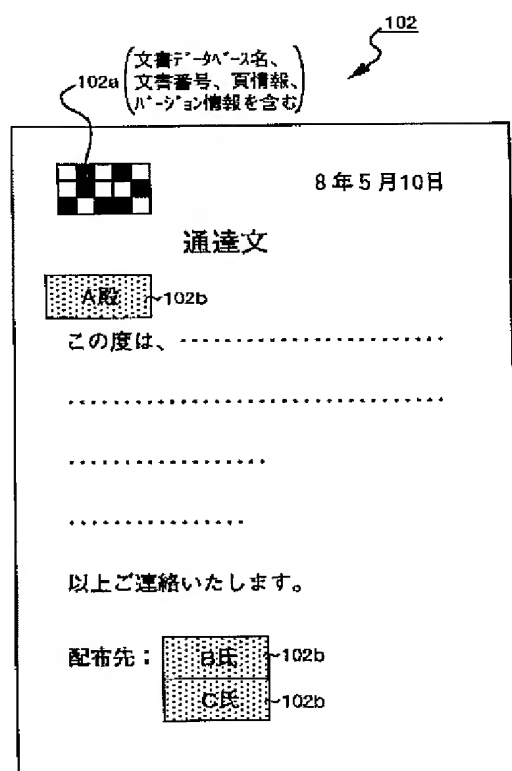 102
102a
(文書データベース名、
文書番号、頁情報、
バージョン情報を含む)
8年5月10日
通達文
A殿
102b
この度は、‥‥‥‥‥‥‥‥‥‥‥‥
以上ご連絡いたします。
配布先：
B氏
102b
C氏
102b